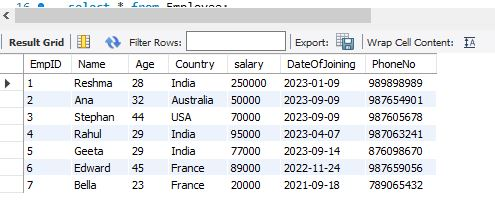 16 select * from Employee;
Result Grid Filter Rows: Export: Wrap Cell Content:
EmpID Name Age Country salary DateOfJoining PhoneNo
1 Reshma 28 India 250000 2023-01-09 989898989
2 Ana 32 Australia 50000 2023-09-09 987654901
3 Stephan 44 USA 70000 2023-09-09 987605678
4 Rahul 29 India 95000 2023-04-07 987063241
5 Geeta 29 India 77000 2023-09-14 876098670
6 Edward 45 France 89000 2022-11-24 987659056
7 Bella 23 France 20000 2021-09-18 789065432